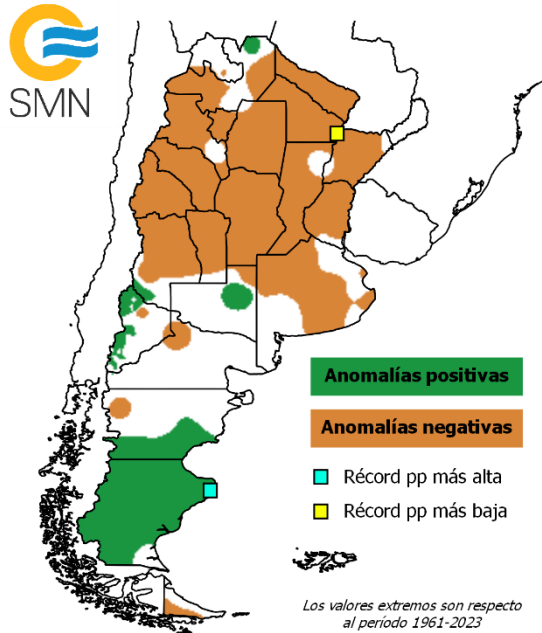 SMN
Anomalías positivas
Anomalías negativas
Récord pp más alta
Récord pp más baja
Los valores extremos son respecto
al período 1961-2023